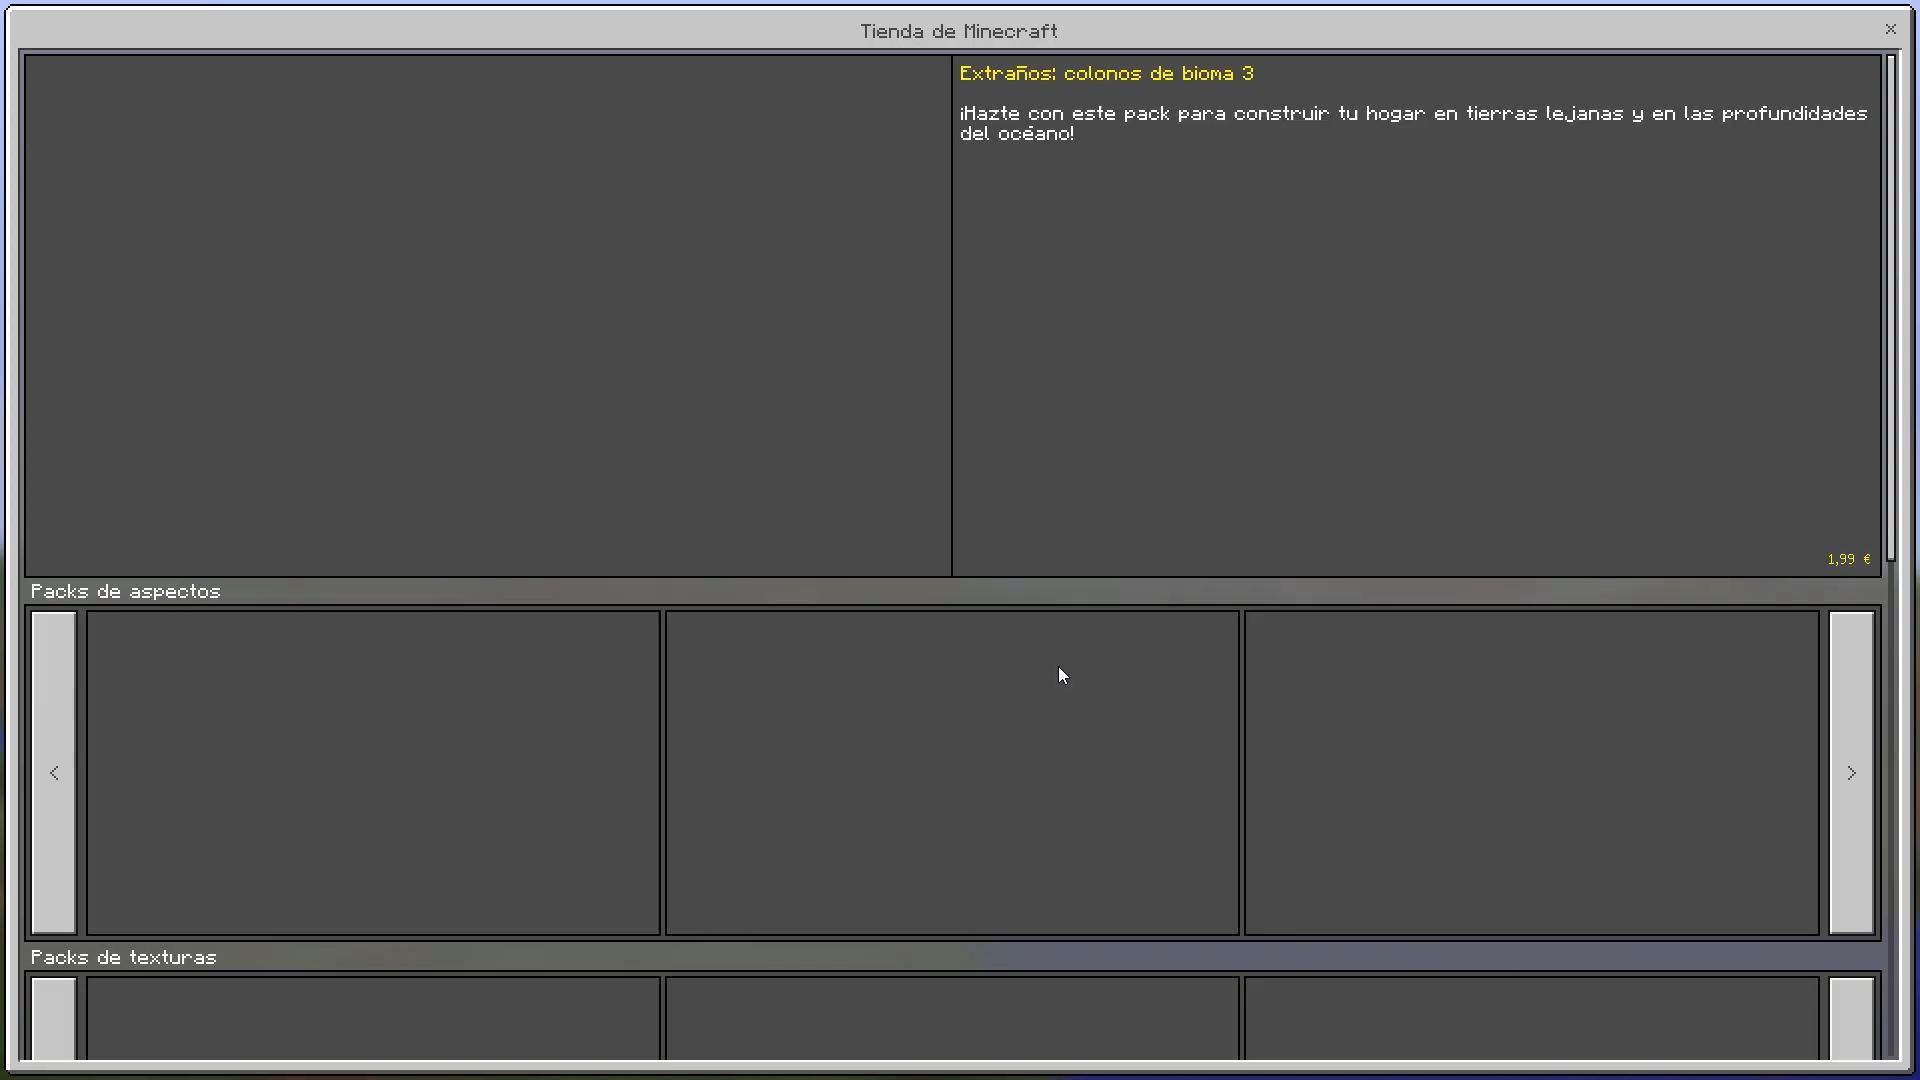 Tienda de Minecraft
Extraños: colonos de bioma 3
¡Hazte con este pack para construir tu hogar en tierras lejanas y en las profundidades
del océano!
1,99 €
Packs de aspectos
Packs de texturas